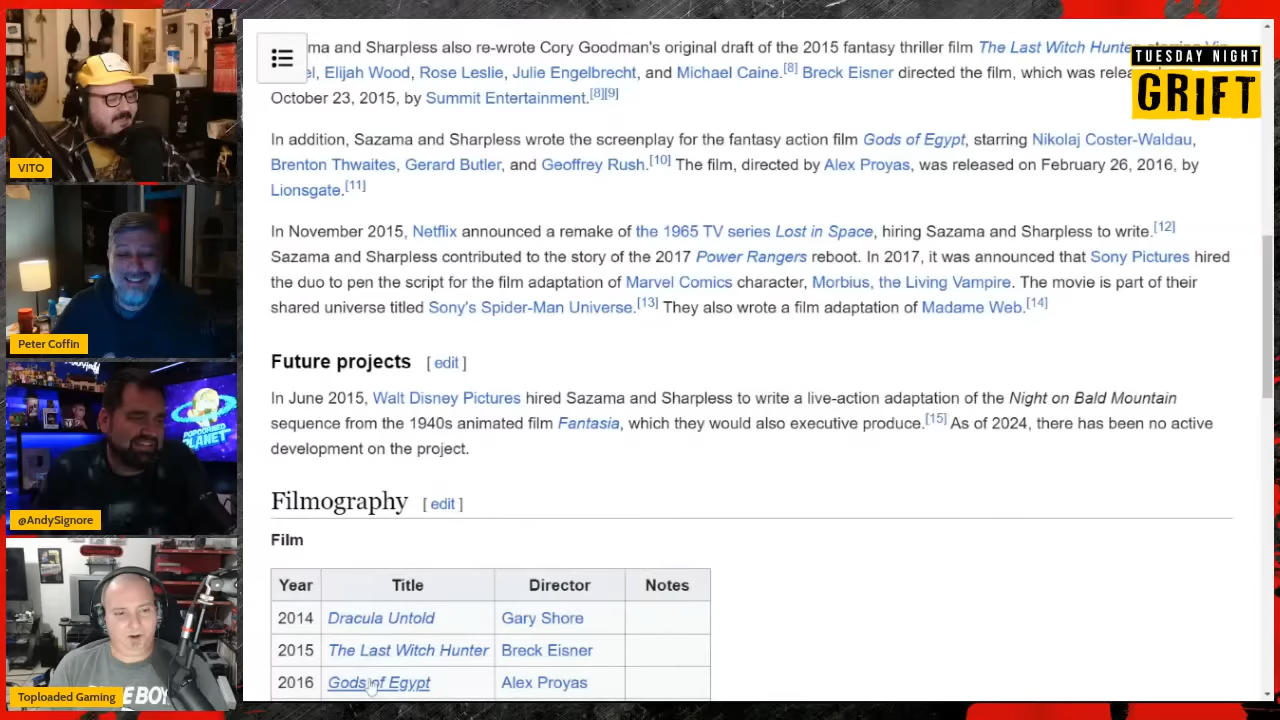 TUESDAY NIGHT
GRIFT
VITO
Peter Coffin
POPCORNED
PLANET
@AndySignore
Toploaded Gaming
ma and Sharpless also re-wrote Cory Goodman's original draft of the 2015 fantasy thriller film The Last Witch Hunte
el, Elijah Wood, Rose Leslie, Julie Engelbrecht, and Michael Caine.[8] Breck Eisner directed the film, which was relea
October 23, 2015, by Summit Entertainment.[8][9]
In addition, Sazama and Sharpless wrote the screenplay for the fantasy action film Gods of Egypt, starring Nikolaj Coster-Waldau,
Brenton Thwaites, Gerard Butler, and Geoffrey Rush.[10] The film, directed by Alex Proyas, was released on February 26, 2016, by
Lionsgate.[11]
In November 2015, Netflix announced a remake of the 1965 TV series Lost in Space, hiring Sazama and Sharpless to write.[12]
Sazama and Sharpless contributed to the story of the 2017 Power Rangers reboot. In 2017, it was announced that Sony Pictures hired
the duo to pen the script for the film adaptation of Marvel Comics character, Morbius, the Living Vampire. The movie is part of their
shared universe titled Sony's Spider-Man Universe.[13] They also wrote a film adaptation of Madame Web.[14]
Future projects [ edit ]
In June 2015, Walt Disney Pictures hired Sazama and Sharpless to write a live-action adaptation of the Night on Bald Mountain
sequence from the 1940s animated film Fantasia, which they would also executive produce.[15] As of 2024, there has been no active
development on the project.
Filmography [ edit ]
Film
Year Title Director Notes
2014 Dracula Untold Gary Shore
2015 The Last Witch Hunter Breck Eisner
2016 Gods of Egypt Alex Proyas